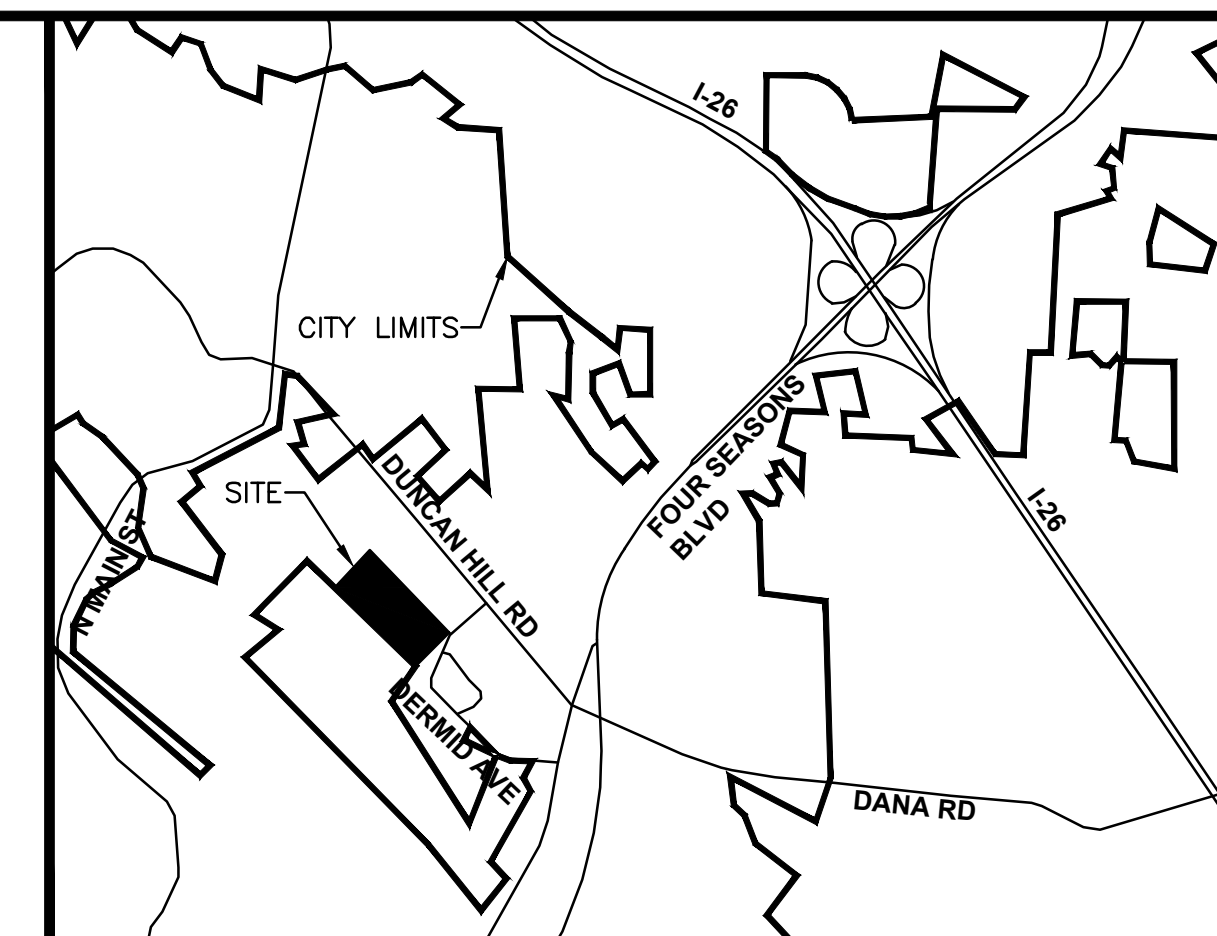 I-26
CITY LIMITS
SITE
DUNCAN HILL RD
FOUR SEASONS
BLVD
I-26
N MAIN ST
DERMID AVE
DANA RD